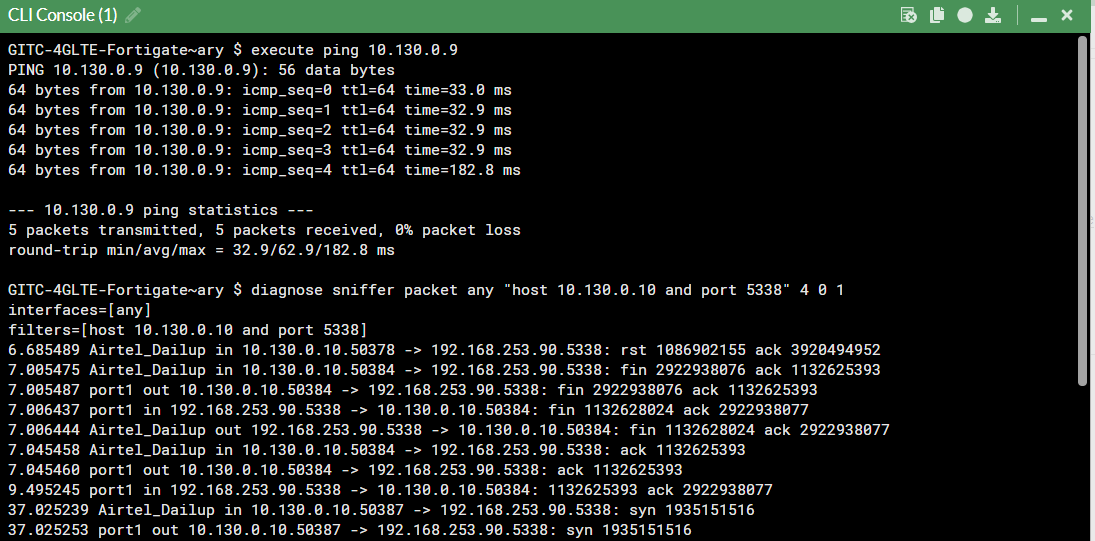 CLI Console (1)
GITC-4GLTE-Fortigate~ary $ execute ping 10.130.0.9
PING 10.130.0.9 (10.130.0.9): 56 data bytes
64 bytes from 10.130.0.9: icmp_seq=0 ttl=64 time=33.0 ms
64 bytes from 10.130.0.9: icmp_seq=1 ttl=64 time=32.9 ms
64 bytes from 10.130.0.9: icmp_seq=2 ttl=64 time=32.9 ms
64 bytes from 10.130.0.9: icmp_seq=3 ttl=64 time=32.9 ms
64 bytes from 10.130.0.9: icmp_seq=4 ttl=64 time=182.8 ms
--- 10.130.0.9 ping statistics ---
5 packets transmitted, 5 packets received, 0% packet loss
round-trip min/avg/max = 32.9/62.9/182.8 ms
GITC-4GLTE-Fortigate~ary $ diagnose sniffer packet any "host 10.130.0.10 and port 5338" 4 0 1
interfaces=[any]
filters=[host 10.130.0.10 and port 5338]
6.685489 Airtel_Dailup in 10.130.0.10.50378 -> 192.168.253.90.5338: rst 1086902155 ack 3920494952
7.005475 Airtel_Dailup in 10.130.0.10.50384 -> 192.168.253.90.5338: fin 2922938076 ack 1132625393
7.005487 port1 out 10.130.0.10.50384 -> 192.168.253.90.5338: fin 2922938076 ack 1132625393
7.006437 port1 in 192.168.253.90.5338 -> 10.130.0.10.50384: fin 1132628024 ack 2922938077
7.006444 Airtel_Dailup out 192.168.253.90.5338 -> 10.130.0.10.50384: fin 1132628024 ack 2922938077
7.045458 Airtel_Dailup in 10.130.0.10.50384 -> 192.168.253.90.5338: ack 1132625393
7.045460 port1 out 10.130.0.10.50384 -> 192.168.253.90.5338: ack 1132625393
9.495245 port1 in 192.168.253.90.5338 -> 10.130.0.10.50384: 1132625393 ack 2922938077
37.025239 Airtel_Dailup in 10.130.0.10.50387 -> 192.168.253.90.5338: syn 1935151516
37.025253 port1 out 10.130.0.10.50387 -> 192.168.253.90.5338: syn 1935151516